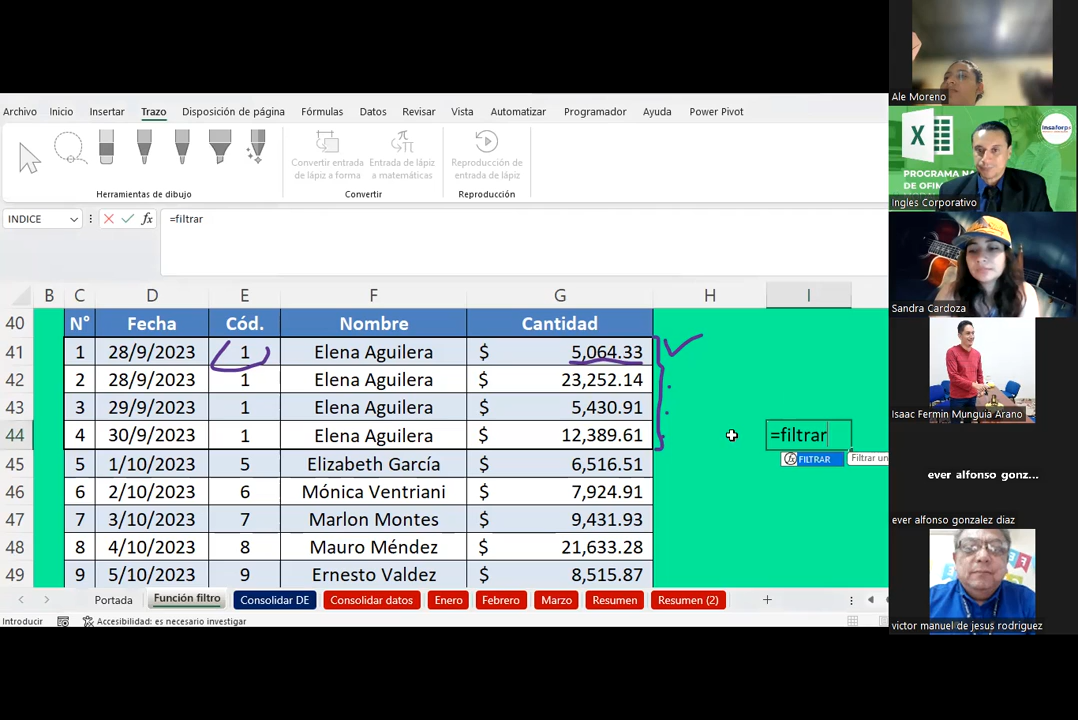 Archivo Inicio Insertar Trazo Disposición de página Fórmulas Datos Revisar Vista Automatizar Programador Ayuda Power Pivot
Convertir entrada de lápiz a forma
Entrada de lápiz a matemáticas
Reproducción de entrada de lápiz
Herramientas de dibujo Convertir Reproducción
INDICE fx =filtrar
B C D E F G H I
40 N° Fecha Cód. Nombre Cantidad
41 1 28/9/2023 1 Elena Aguilera $ 5,064.33
42 2 28/9/2023 1 Elena Aguilera $ 23,252.14
43 3 29/9/2023 1 Elena Aguilera $ 5,430.91
44 4 30/9/2023 1 Elena Aguilera $ 12,389.61 =filtrar
fx FILTRAR Filtrar un
45 5 1/10/2023 5 Elizabeth García $ 6,516.51
46 6 2/10/2023 6 Mónica Ventriani $ 7,924.91
47 7 3/10/2023 7 Marlon Montes $ 9,431.93
48 8 4/10/2023 8 Mauro Méndez $ 21,633.28
49 9 5/10/2023 9 Ernesto Valdez $ 8,515.87
Portada Función filtro Consolidar DE Consolidar datos Enero Febrero Marzo Resumen Resumen (2)
Introducir Accesibilidad: es necesario investigar
Ale Moreno
X
insaforp
PROGRAMA NA
DE OFIM
Ingles Corporativo
Sandra Cardoza
Isaac Fermin Munguia Arano
ever alfonso gonz...
ever alfonso gonzalez diaz
victor manuel de jesus rodriguez